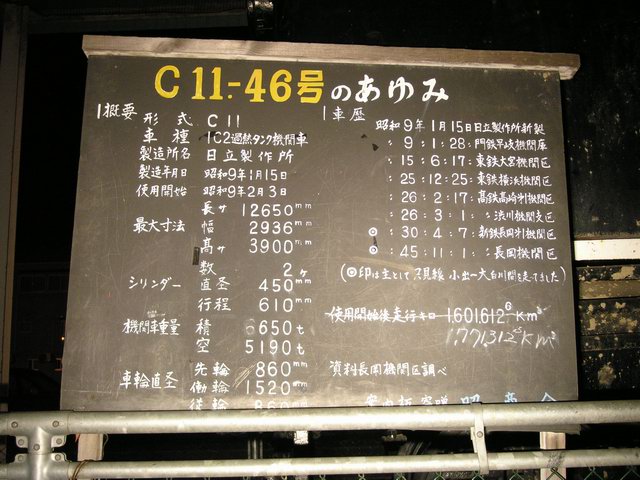 C11-46号のあゆみ
1概要
形式 C11
車種 1C2過熱タンク機関車
製造所名 日立製作所
製造年月日 昭和9年1月15日
使用開始 昭和9年2月3日
最大寸法 長サ 12650mm
幅 2936mm
高サ 3900mm
シリンダー 数 2ヶ
直径 450mm
行程 610mm
機関車重量 積 6650t
空 5190t
車輪直径 先輪 860mm
働輪 1520mm
従輪 860mm
1車歴
昭和9年1月15日日立製作所新製
〃9:1:28:門鉄早岐機関庫
〃15:6:17:東鉄大宮機関区
〃25:12:25:東鉄横浜機関区
〃26:2:17:高鉄高崎第1機関区
〃26:3:1:〃渋川機関支区
◎〃30:4:7:新鉄長岡第1機関区
◎〃45:11:1:〃長岡機関区
(◎印は主として只見線小出-大白川間を走ってました)
使用開始後走行キロ 1.601.612.6km
1.771312km
資料長岡機関区調べ